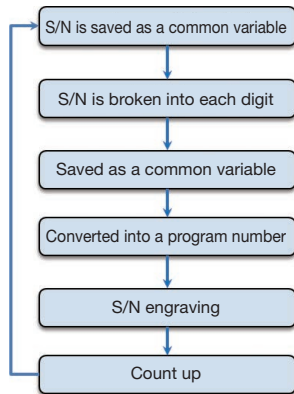 S/N is saved as a common variable
S/N is broken into each digit
Saved as a common variable
Converted into a program number
S/N engraving
Count up